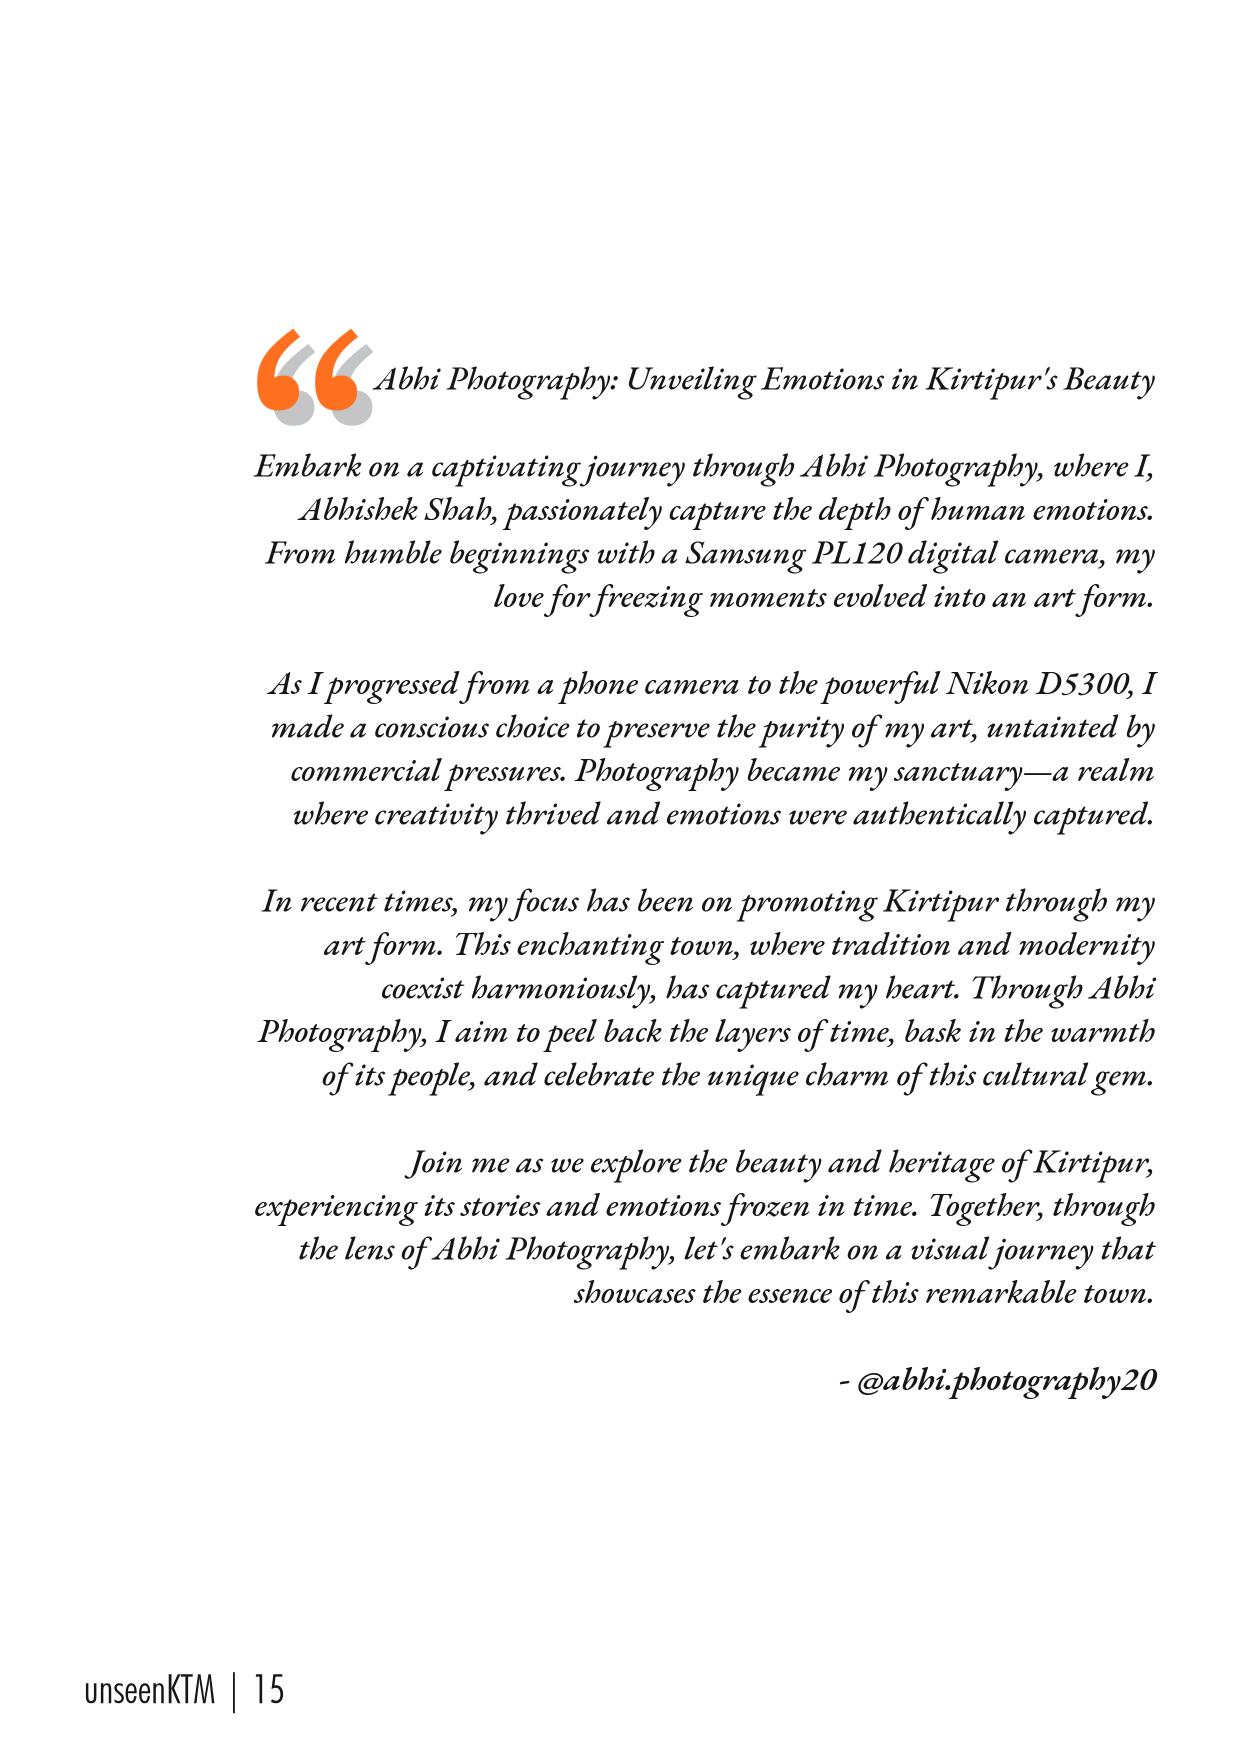 Abhi Photography: Unveiling Emotions in Kirtipur's Beauty
Embark on a captivating journey through Abhi Photography, where I,
Abhishek Shah, passionately capture the depth of human emotions.
From humble beginnings with a Samsung PL120 digital camera, my
love for freezing moments evolved into an art form.
As I progressed from a phone camera to the powerful Nikon D5300, I
made a conscious choice to preserve the purity of my art, untainted by
commercial pressures. Photography became my sanctuary—a realm
where creativity thrived and emotions were authentically captured.
In recent times, my focus has been on promoting Kirtipur through my
art form. This enchanting town, where tradition and modernity
coexist harmoniously, has captured my heart. Through Abhi
Photography, I aim to peel back the layers of time, bask in the warmth
of its people, and celebrate the unique charm of this cultural gem.
Join me as we explore the beauty and heritage of Kirtipur,
experiencing its stories and emotions frozen in time. Together, through
the lens of Abhi Photography, let's embark on a visual journey that
showcases the essence of this remarkable town.
- @abhi.photography20
unseenKTM | 15